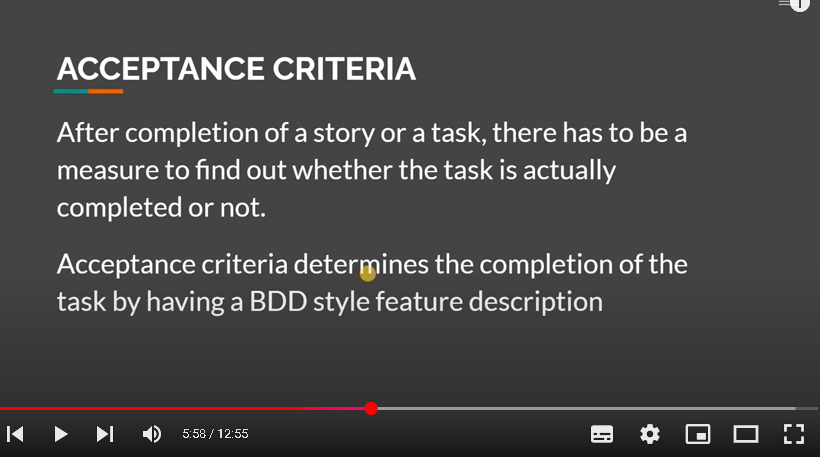 ACCEPTANCE CRITERIA
After completion of a story or a task, there has to be a
measure to find out whether the task is actually
completed or not.
Acceptance criteria determines the completion of the
task by having a BDD style feature description
5:58 / 12:55